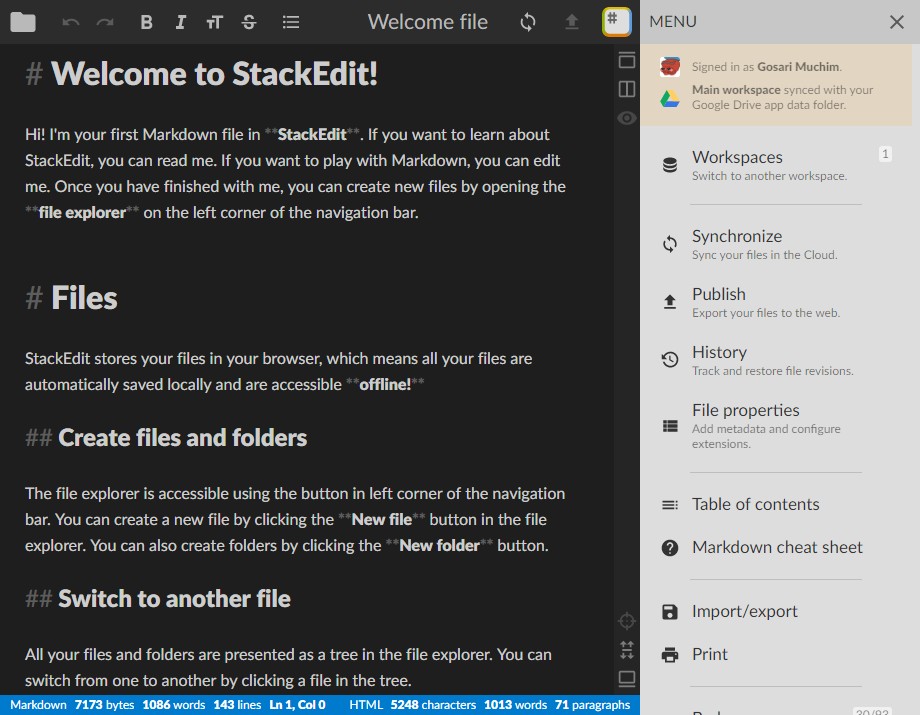 B I T T S Welcome file #
# Welcome to StackEdit!
Hi! I'm your first Markdown file in **StackEdit**. If you want to learn about
StackEdit, you can read me. If you want to play with Markdown, you can edit
me. Once you have finished with me, you can create new files by opening the
**file explorer** on the left corner of the navigation bar.
# Files
StackEdit stores your files in your browser, which means all your files are
automatically saved locally and are accessible **offline!**
## Create files and folders
The file explorer is accessible using the button in left corner of the navigation
bar. You can create a new file by clicking the **New file** button in the file
explorer. You can also create folders by clicking the **New folder** button.
## Switch to another file
All your files and folders are presented as a tree in the file explorer. You can
switch from one to another by clicking a file in the tree.
Markdown 7173 bytes 1086 words 143 lines Ln 1, Col 0 HTML 5248 characters 1013 words 71 paragraphs
MENU
Signed in as Gosari Muchim.
Main workspace synced with your
Google Drive app data folder.
Workspaces 1
Switch to another workspace.
Synchronize
Sync your files in the Cloud.
Publish
Export your files to the web.
History
Track and restore file revisions.
File properties
Add metadata and configure
extensions.
Table of contents
Markdown cheat sheet
Import/export
Print